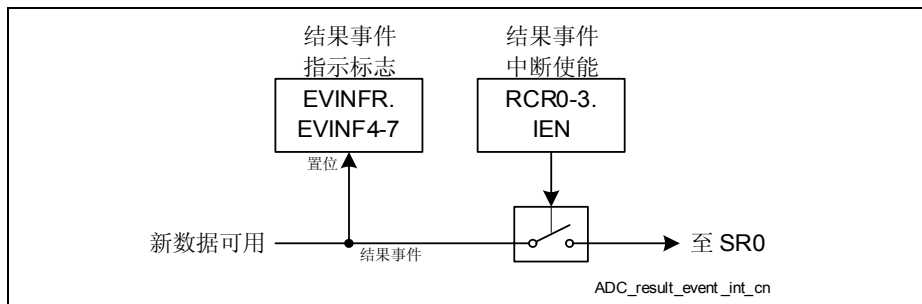 结果事件
指示标志
EVINFR.
EVINF4-7
结果事件
中断使能
RCR0-3.
IEN
置位
新数据可用
结果事件
至 SR0
ADC_result_event_int_cn